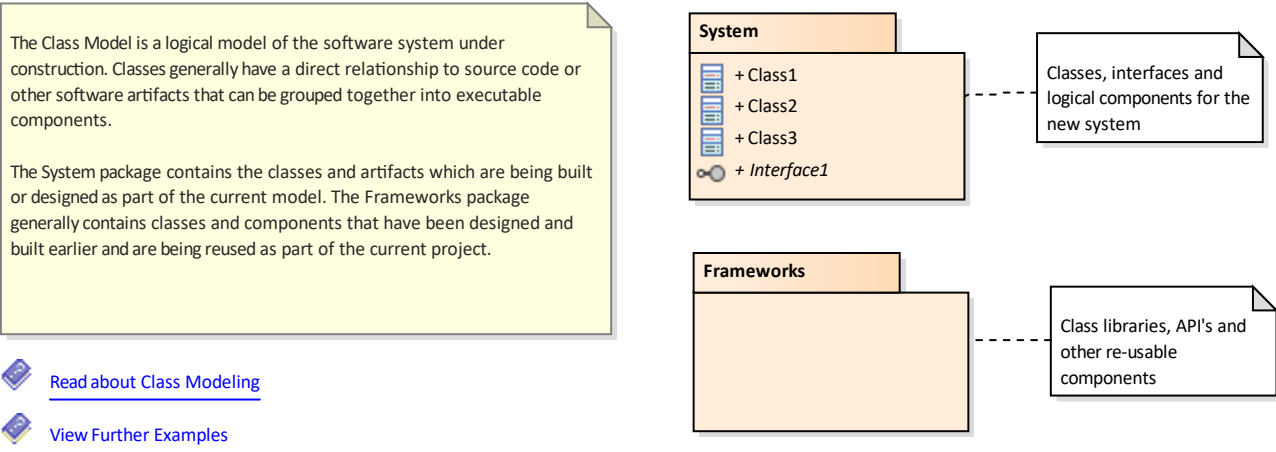 The Class Model is a logical model of the software system under
construction. Classes generally have a direct relationship to source code or
other software artifacts that can be grouped together into executable
components.
The System package contains the classes and artifacts which are being built
or designed as part of the current model. The Frameworks package
generally contains classes and components that have been designed and
built earlier and are being reused as part of the current project.
Read about Class Modeling
View Further Examples
System
+ Class1
+ Class2
+ Class3
+ Interface1
Classes, interfaces and
logical components for the
new system
Frameworks
Class libraries, API's and
other re-usable
components